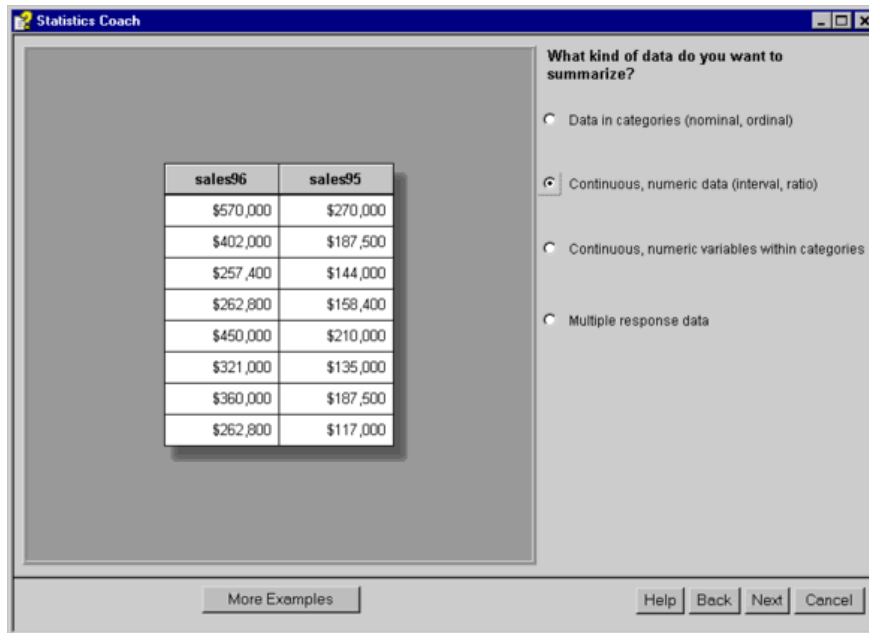 Statistics Coach
What kind of data do you want to
summarize?
Data in categories (nominal, ordinal)
Continuous, numeric data (interval, ratio)
Continuous, numeric variables within categories
Multiple response data
sales96 sales95
$570,000 $270,000
$402,000 $187,500
$257,400 $144,000
$262,800 $158,400
$450,000 $210,000
$321,000 $135,000
$360,000 $187,500
$262,800 $117,000
More Examples Help Back Next Cancel